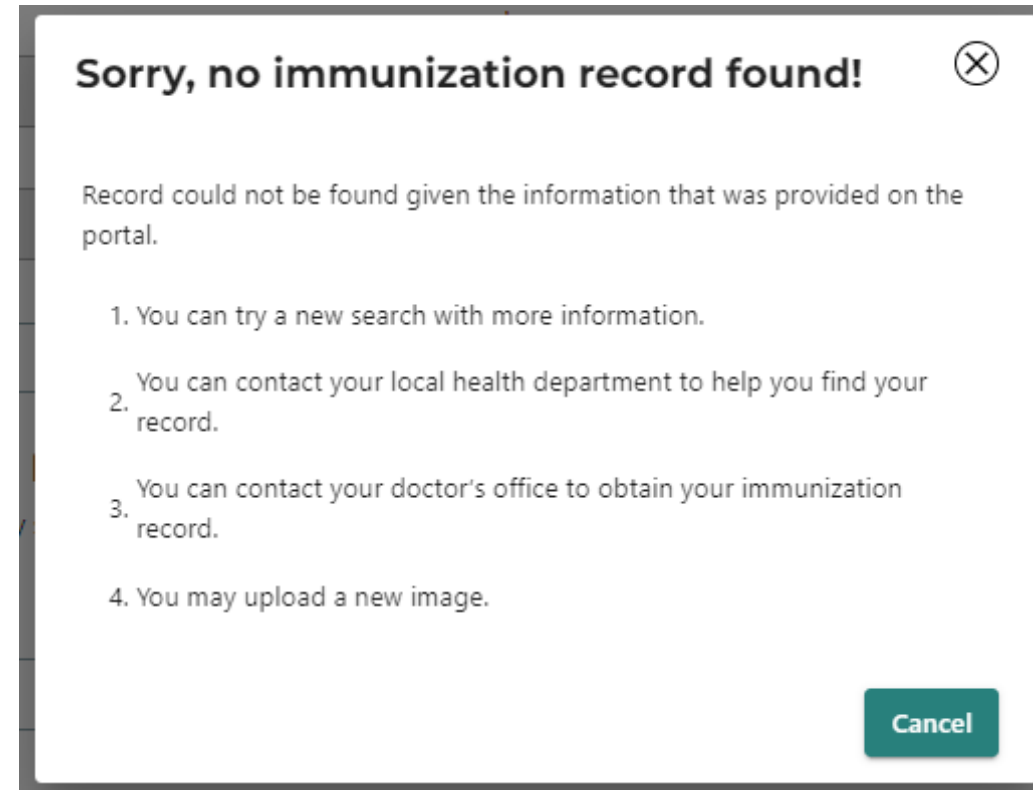 Sorry, no immunization record found!
Record could not be found given the information that was provided on the
portal.
1. You can try a new search with more information.
2. You can contact your local health department to help you find your
record.
3. You can contact your doctor's office to obtain your immunization
record.
4. You may upload a new image.
Cancel